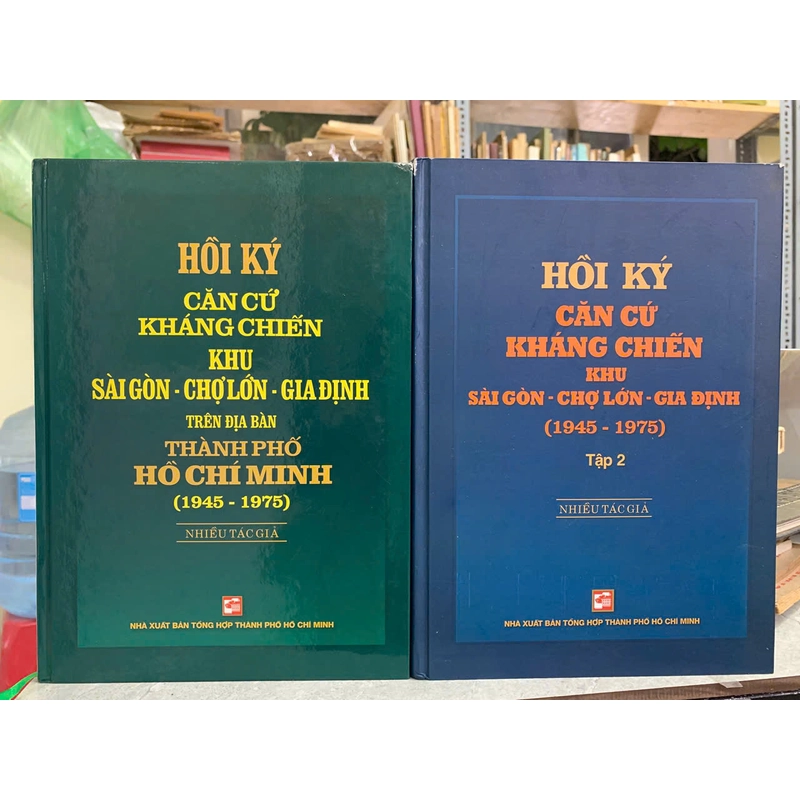 HỒI KÝ
CĂN CỨ
KHÁNG CHIẾN
KHU
SÀI GÒN - CHỢ LỚN - GIA ĐỊNH
TRÊN ĐỊA BÀN
THÀNH PHỐ
HỒ CHÍ MINH
(1945 - 1975)
NHIỀU TÁC GIẢ
NHÀ XUẤT BẢN TỔNG HỢP THÀNH PHỐ HỒ CHÍ MINH
HỒI KÝ
CĂN CỨ
KHÁNG CHIẾN
KHU
SÀI GÒN - CHỢ LỚN - GIA ĐỊNH
(1945 - 1975)
Tập 2
NHIỀU TÁC GIẢ
NHÀ XUẤT BẢN TỔNG HỢP THÀNH PHỐ HỒ CHÍ MINH